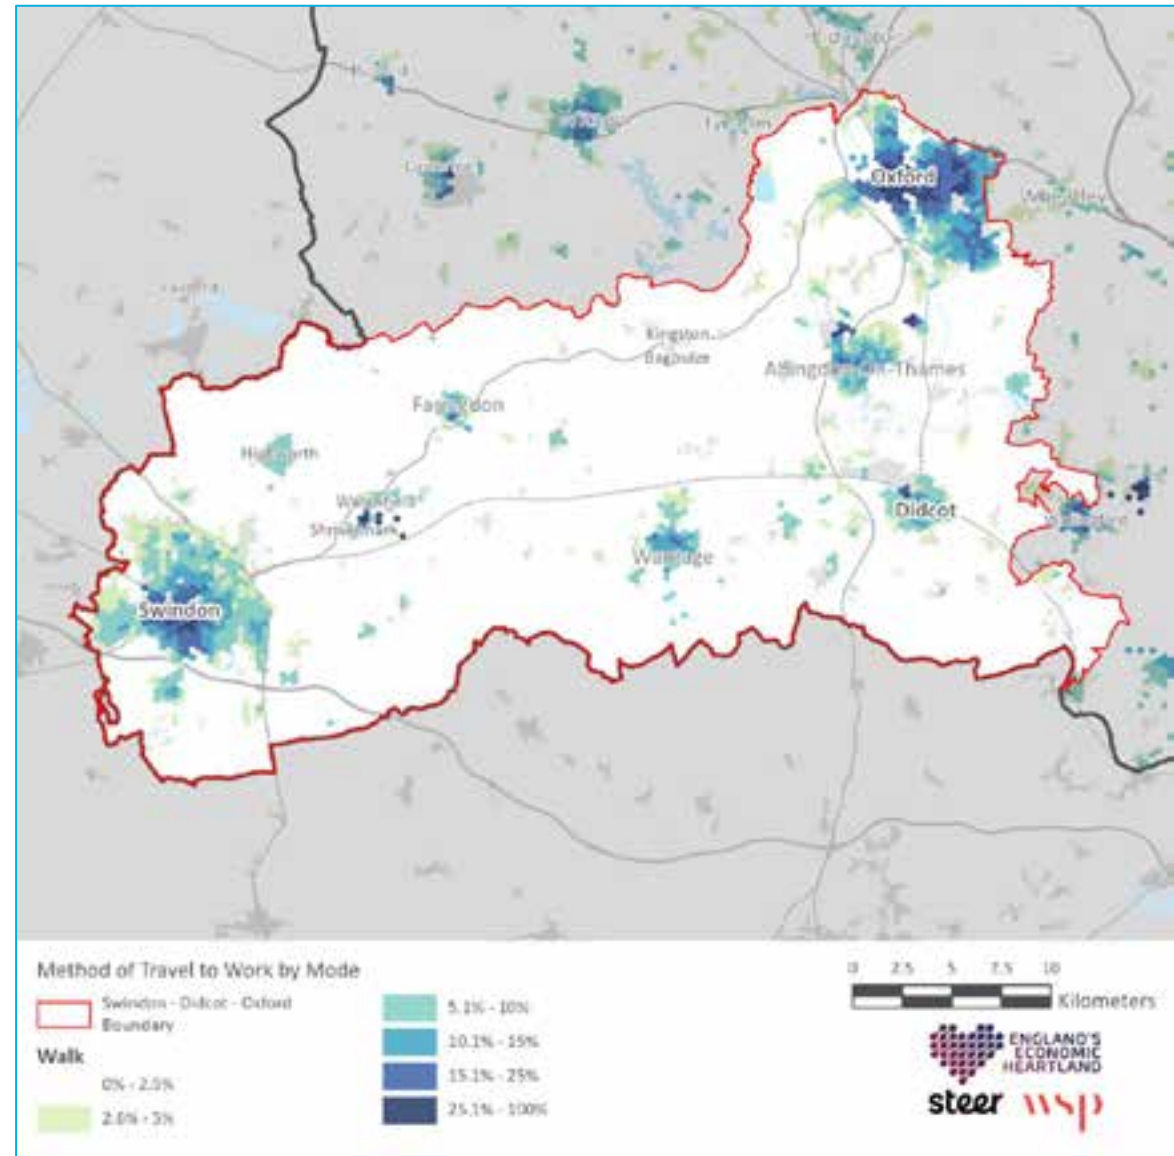 Oxford
Kingston
Bagpuize
Abingdon-on-Thames
Faringdon
Highworth
Shrivenham
Didcot
Wantage
Swindon
Method of Travel to Work by Mode
Swindon - Didcot - Oxford
Boundary
Walk
0% - 2.5%
2.6% - 5%
5.1% - 10%
10.1% - 15%
15.1% - 25%
25.1% - 100%
0 2.5 5 7.5 10
Kilometers
ENGLAND'S
ECONOMIC
HEARTLAND
steer wsp